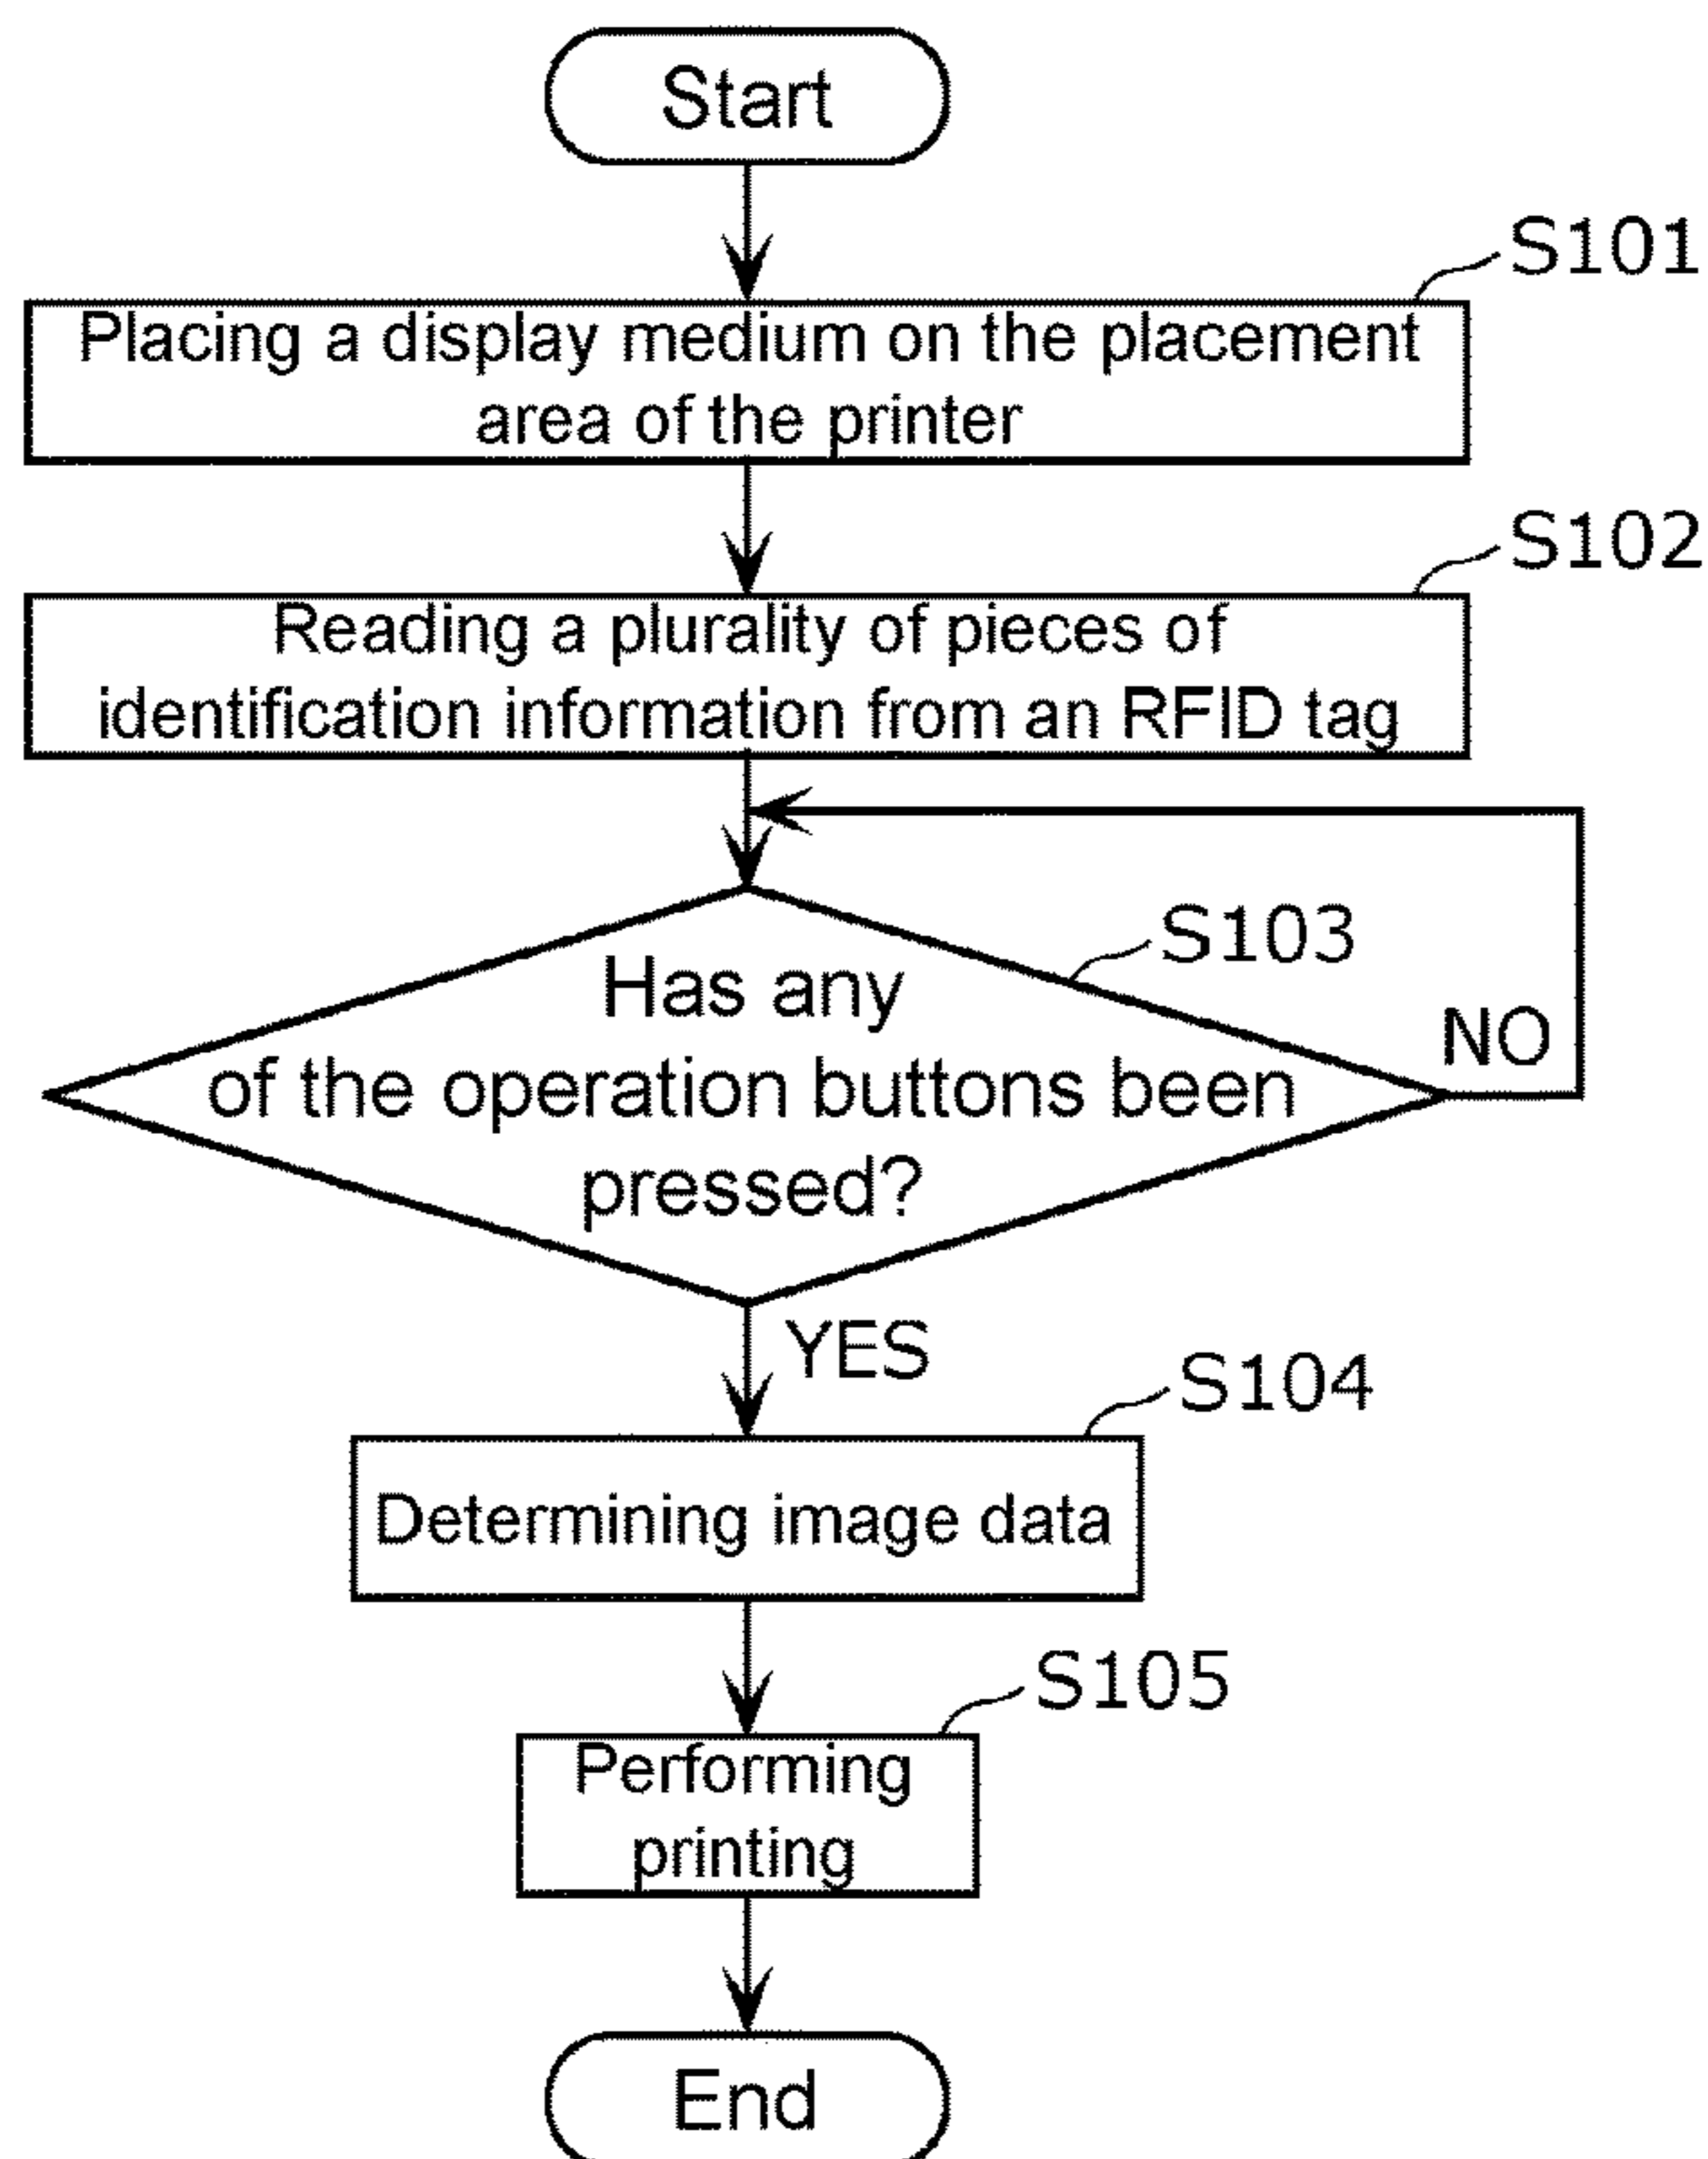 Start
S101
Placing a display medium on the placement
area of the printer
S102
Reading a plurality of pieces of
identification information from an RFID tag
S103
Has any
of the operation buttons been
pressed?
NO
YES
S104
Determining image data
S105
Performing
printing
End